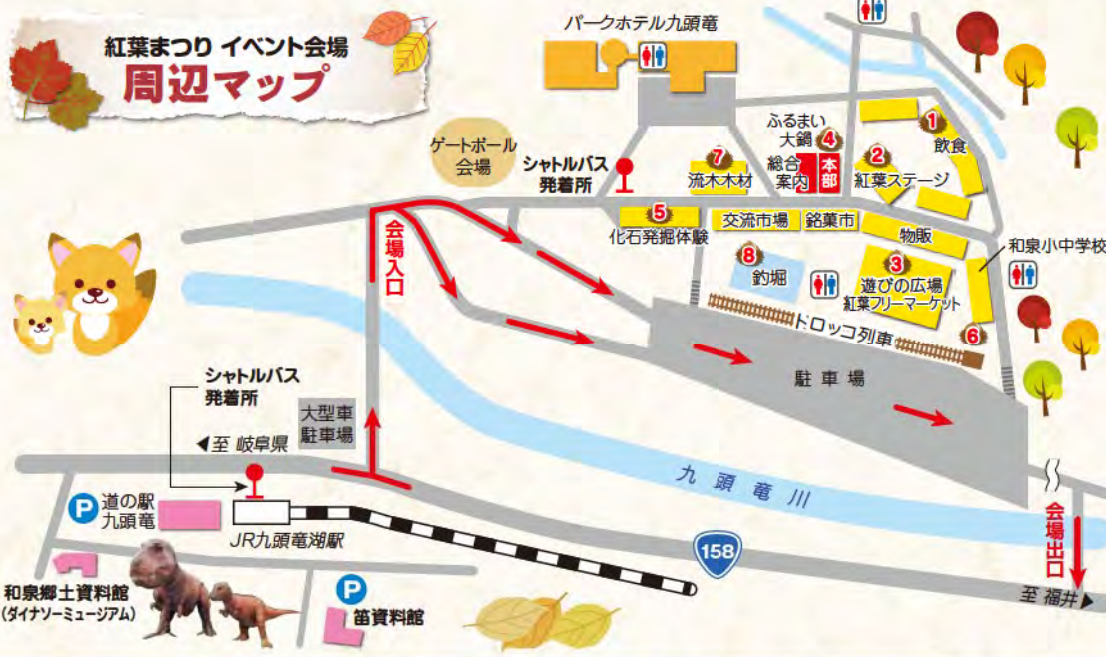 紅葉まつり イベント会場
周辺マップ
パークホテル九頭竜
ゲートボール
会場
シャトルバス
発着所
7
流木木材
ふるまい
大鍋
4
総合
案内
本部
1
飲食
2
紅葉ステージ
5
化石発掘体験
交流市場
銘菓市
物販
和泉小中学校
8
釣堀
3
遊びの広場
紅葉フリーマーケット
6
トロッコ列車
駐車場
会場入口
シャトルバス
発着所
大型車
駐車場
◀至 岐阜県
九頭竜川
P
道の駅
九頭竜
JR九頭竜湖駅
158
会場出口
至 福井▶
和泉郷土資料館
(ダイナソーミュージアム)
P
笛資料館